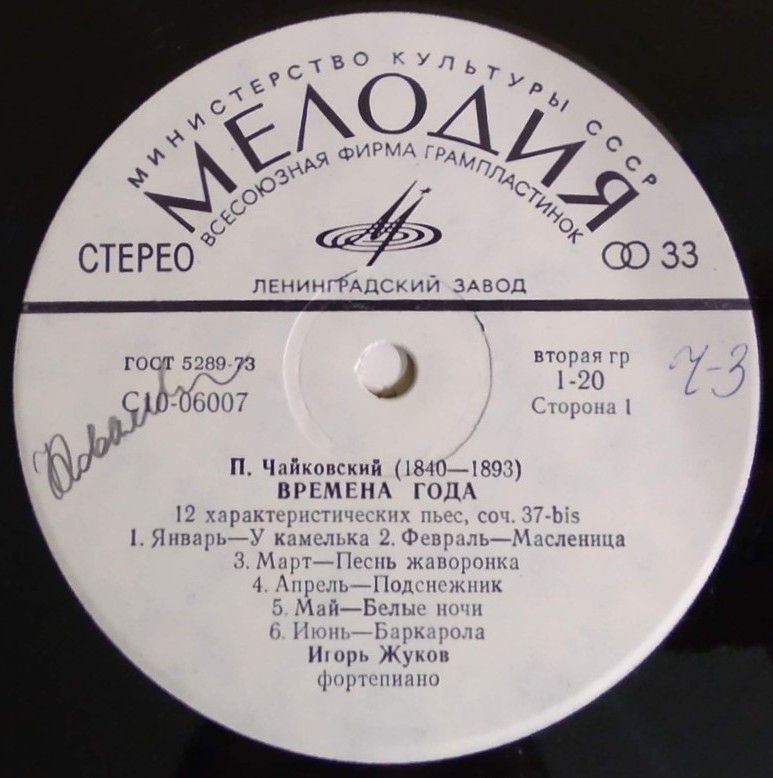 МИНИСТЕРСТВО КУЛЬТУРЫ СССР
МЕЛОДИЯ
ВСЕСОЮЗНАЯ ФИРМА ГРАМПЛАСТИНОК
СТЕРЕО
33
ЛЕНИНГРАДСКИЙ ЗАВОД
ГОСТ 5289-73
С10-06007
вторая гр
1-20
Сторона 1
Ч-3
П. Чайковский (1840—1893)
ВРЕМЕНА ГОДА
12 характеристических пьес, соч. 37-bis
1. Январь—У камелька 2. Февраль—Масленица
3. Март—Песнь жаворонка
4. Апрель—Подснежник
5. Май—Белые ночи
6. Июнь—Баркарола
Игорь Жуков
фортепиано